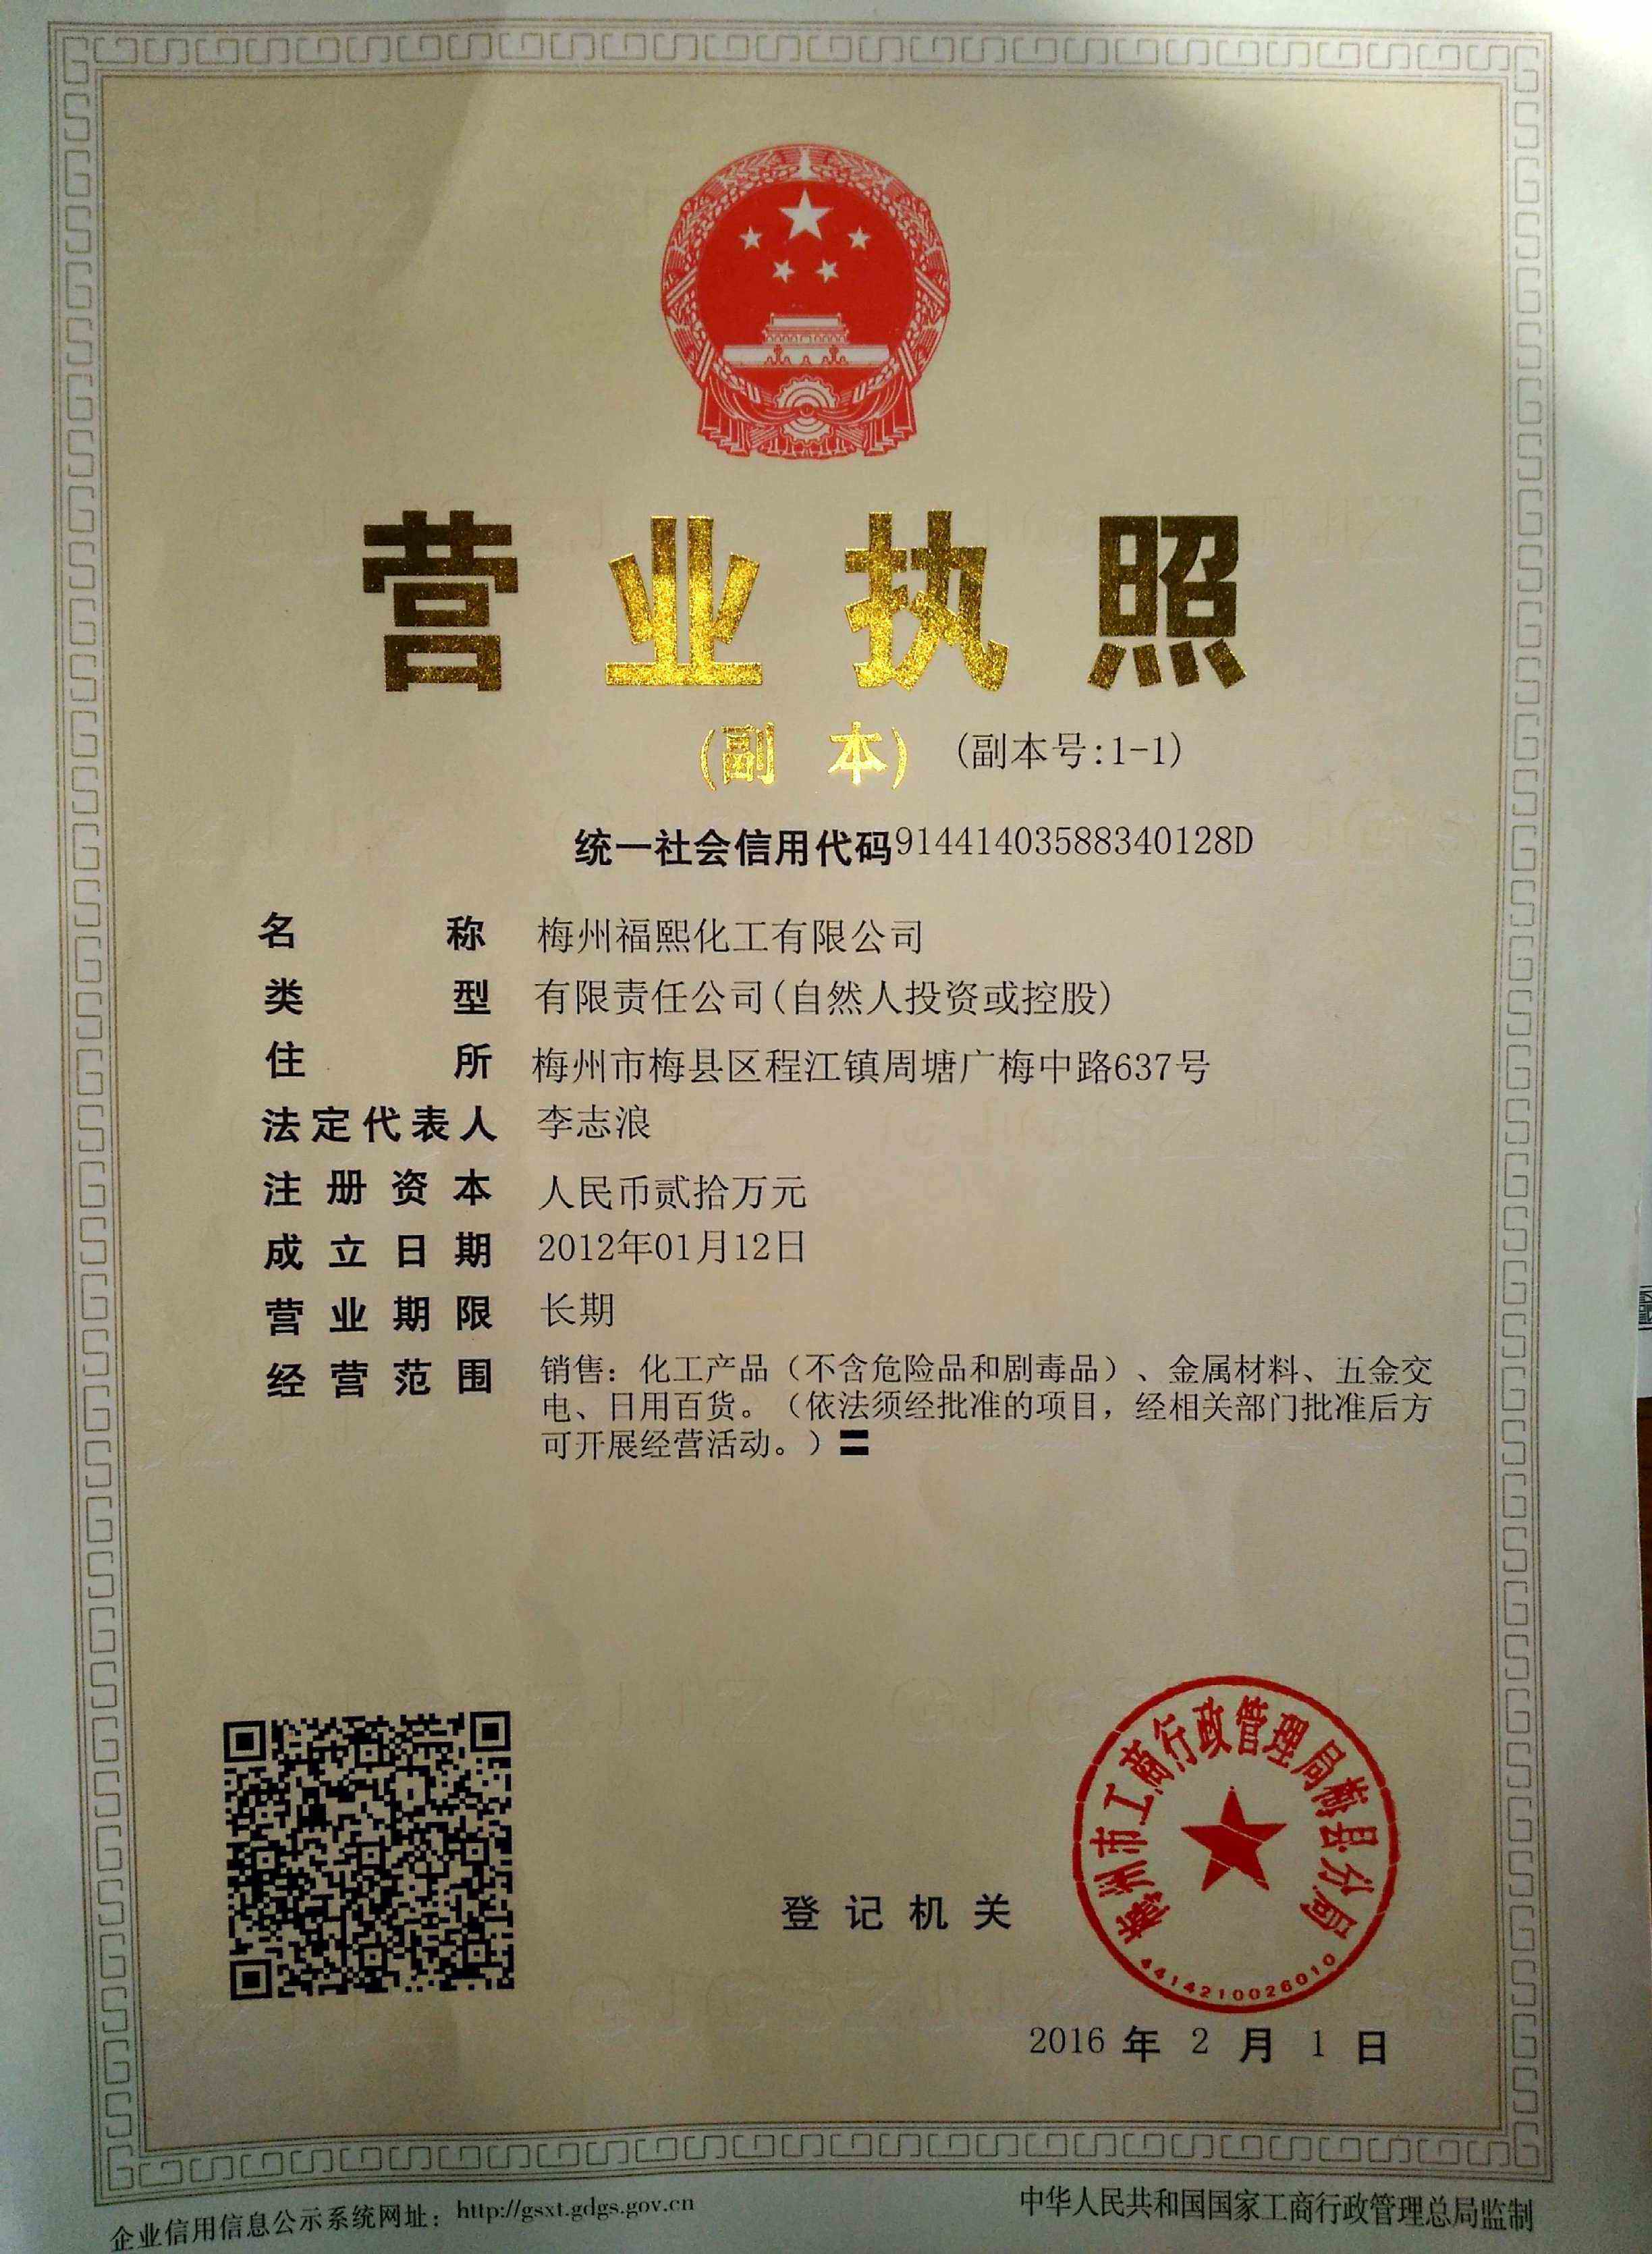 营业执照
(副 本) (副本号:1-1)
统一社会信用代码91441403588340128D
名 称 梅州福熙化工有限公司
类 型 有限责任公司(自然人投资或控股)
住 所 梅州市梅县区程江镇周塘广梅中路637号
法定代表人 李志浪
注册资本 人民币贰拾万元
成立日期 2012年01月12日
营业期限 长期
经营范围 销售：化工产品（不含危险品和剧毒品）、金属材料、五金交
电、日用百货。（依法须经批准的项目，经相关部门批准后方
可开展经营活动。）〓
梅州市工商行政管理局梅县分局
登记机关
4414210026010
2016 年 2 月 1 日
企业信用信息公示系统网址：http://gsxt.gdgs.gov.cn
中华人民共和国国家工商行政管理总局监制